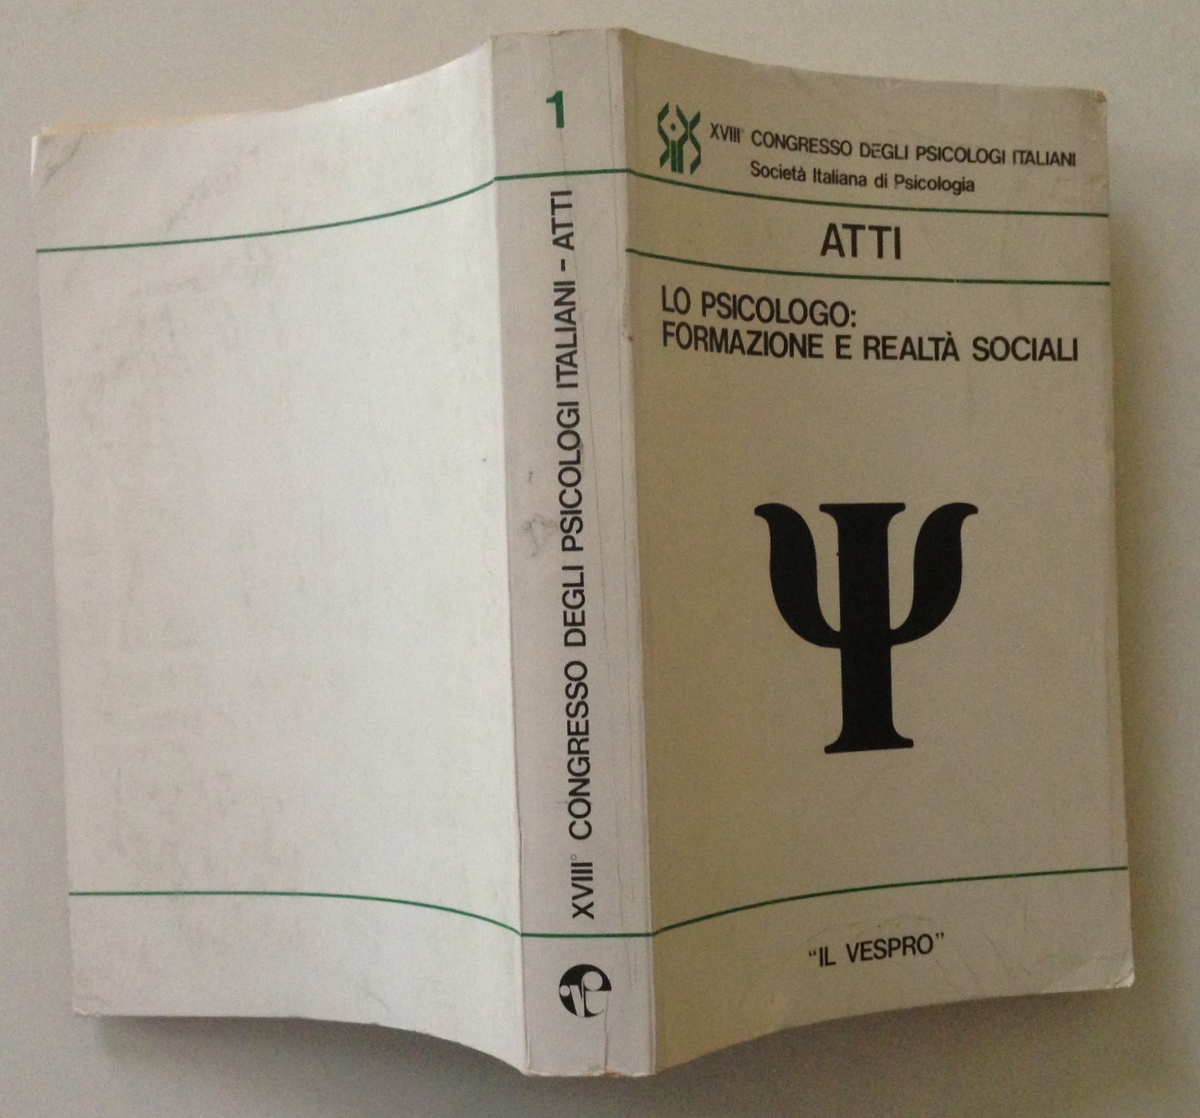 1
XVIII° CONGRESSO DEGLI PSICOLOGI ITALIANI - ATTI
XVIII° CONGRESSO DEGLI PSICOLOGI ITALIANI
Società Italiana di Psicologia
ATTI
LO PSICOLOGO:
FORMAZIONE E REALTÀ SOCIALI
Ψ
“IL VESPRO”